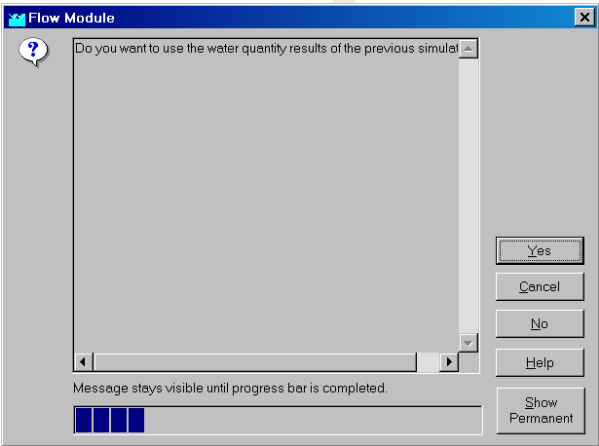 Flow Module
Do you want to use the water quantity results of the previous simulat
Yes
Cancel
No
Help
Message stays visible until progress bar is completed.
Show
Permanent